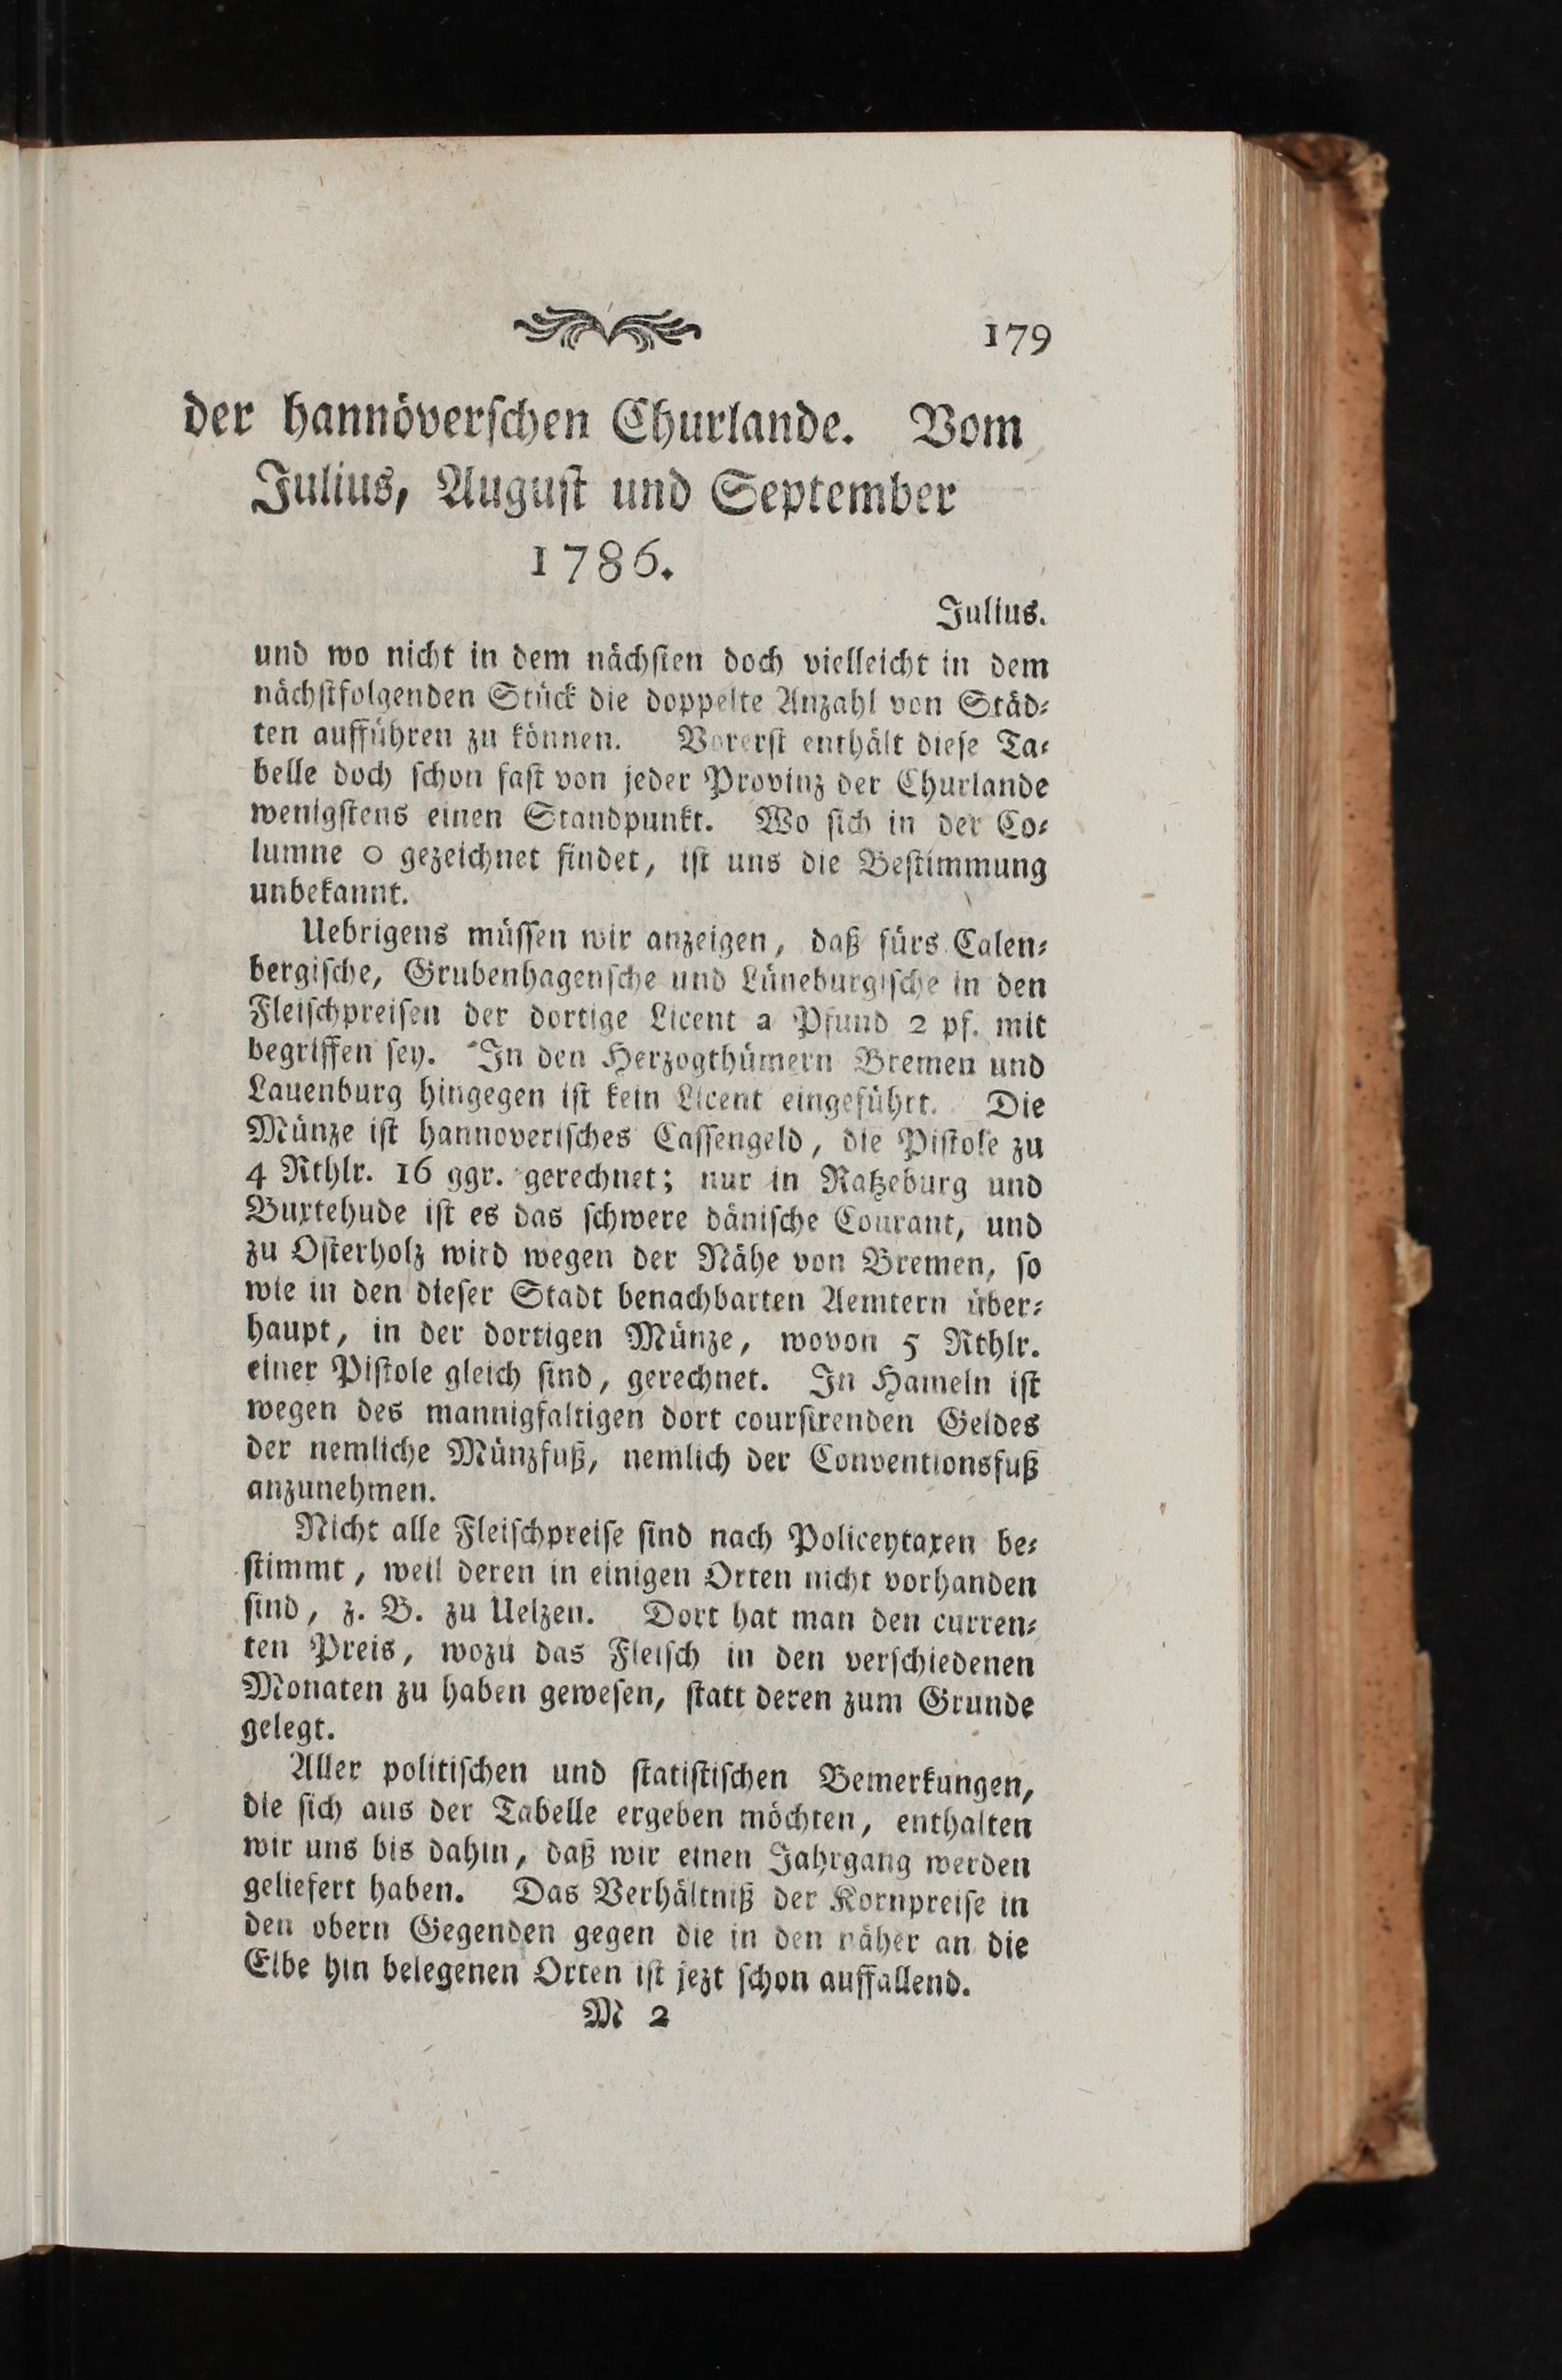 179
der hannöverschen Churlande. Vom
Julius, August und September
1786.
Julius.
und wo nicht in dem nächsten doch vielleicht in dem
nächstfolgenden Stück die doppelte Anzahl von Städ⸗
ten aufführen zu können. Vorerst enthält diese Ta⸗
belle doch schon fast von jeder Provinz der Churlande
wenigstens einen Standpunkt. Wo sich in der Co⸗
lumne 0 gezeichnet findet, ist uns die Bestimmung
unbekannt.
Uebrigens müssen wir anzeigen, daß fürs Calen⸗
bergische, Grubenhagensche und Lüneburgische in den
Fleischpreisen der dortige Licent a Pfund 2 pf. mit
begriffen sey. In den Herzogthümern Bremen und
Lauenburg hingegen ist kein Licent eingeführt. Die
Münze ist hannoverisches Cassengeld, die Pistole zu
4 Rthlr. 16 ggr. gerechnet; nur in Ratzeburg und
Buxtehude ist es das schwere dänische Courant, und
zu Osterholz wird wegen der Nähe von Bremen, so
wie in den dieser Stadt benachbarten Aemtern über⸗
haupt, in der dortigen Münze, wovon 5 Rthlr.
einer Pistole gleich sind, gerechnet. In Hameln ist
wegen des mannigfaltigen dort coursirenden Geldes
der nemliche Münzfuß, nemlich der Conventionsfuß
anzunehmen.
Nicht alle Fleischpreise sind nach Policeytaxen be⸗
stimmt, weil deren in einigen Orten nicht vorhanden
sind, z. B. zu Uelzen. Dort hat man den curren⸗
ten Preis, wozu das Fleisch in den verschiedenen
Monaten zu haben gewesen, statt deren zum Grunde
gelegt.
Aller politischen und statistischen Bemerkungen,
die sich aus der Tabelle ergeben möchten, enthalten
wir uns bis dahin, daß wir einen Jahrgang werden
geliefert haben. Das Verhältniß der Kornpreise in
den obern Gegenden gegen die in den näher an die
Elbe hin belegenen Orten ist jezt schon auffallend.
M 2